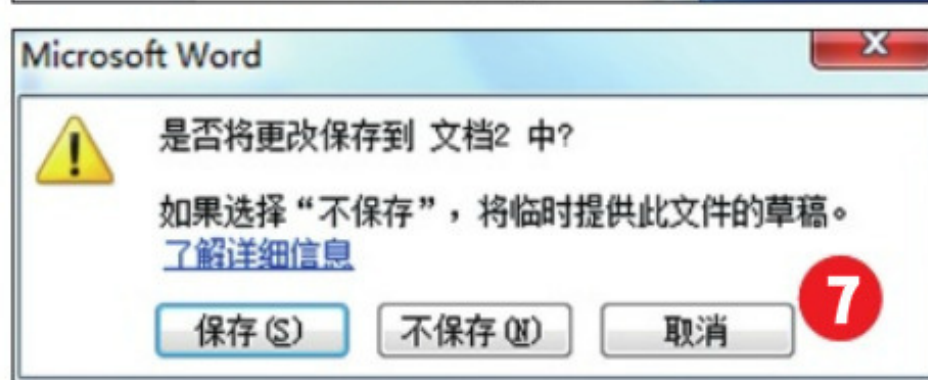 Microsoft Word
是否将更改保存到 文档2 中?
如果选择“不保存”，将临时提供此文件的草稿。
了解详细信息
7
保存(S)
不保存(N)
取消